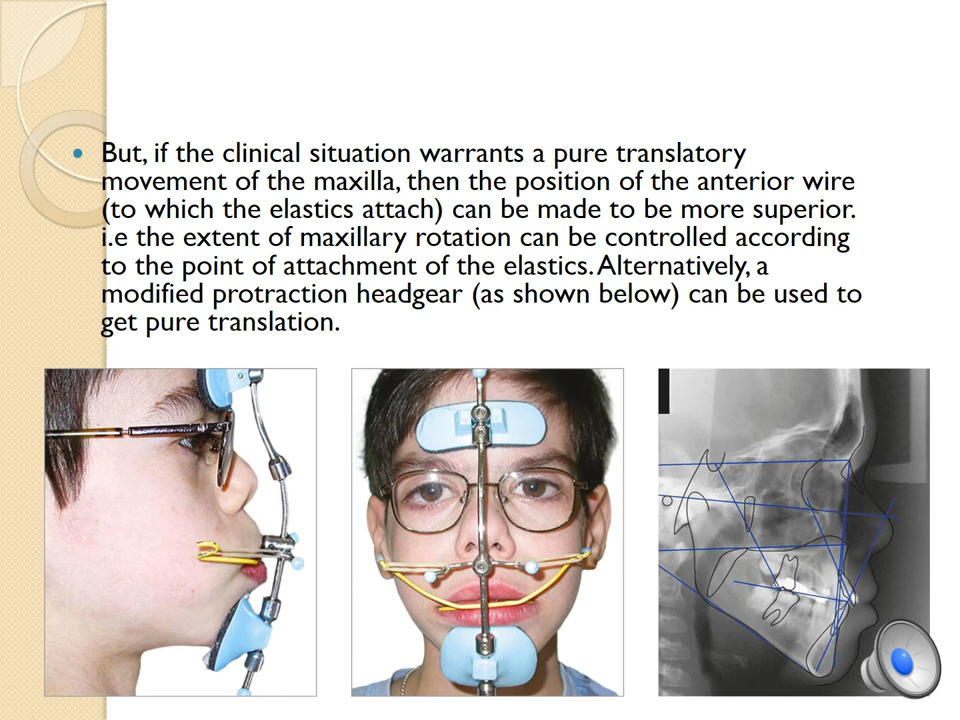 But, if the clinical situation warrants a pure translatory
movement of the maxilla, then the position of the anterior wire
(to which the elastics attach) can be made to be more superior.
i.e the extent of maxillary rotation can be controlled according
to the point of attachment of the elastics. Alternatively, a
modified protraction headgear (as shown below) can be used to
get pure translation.